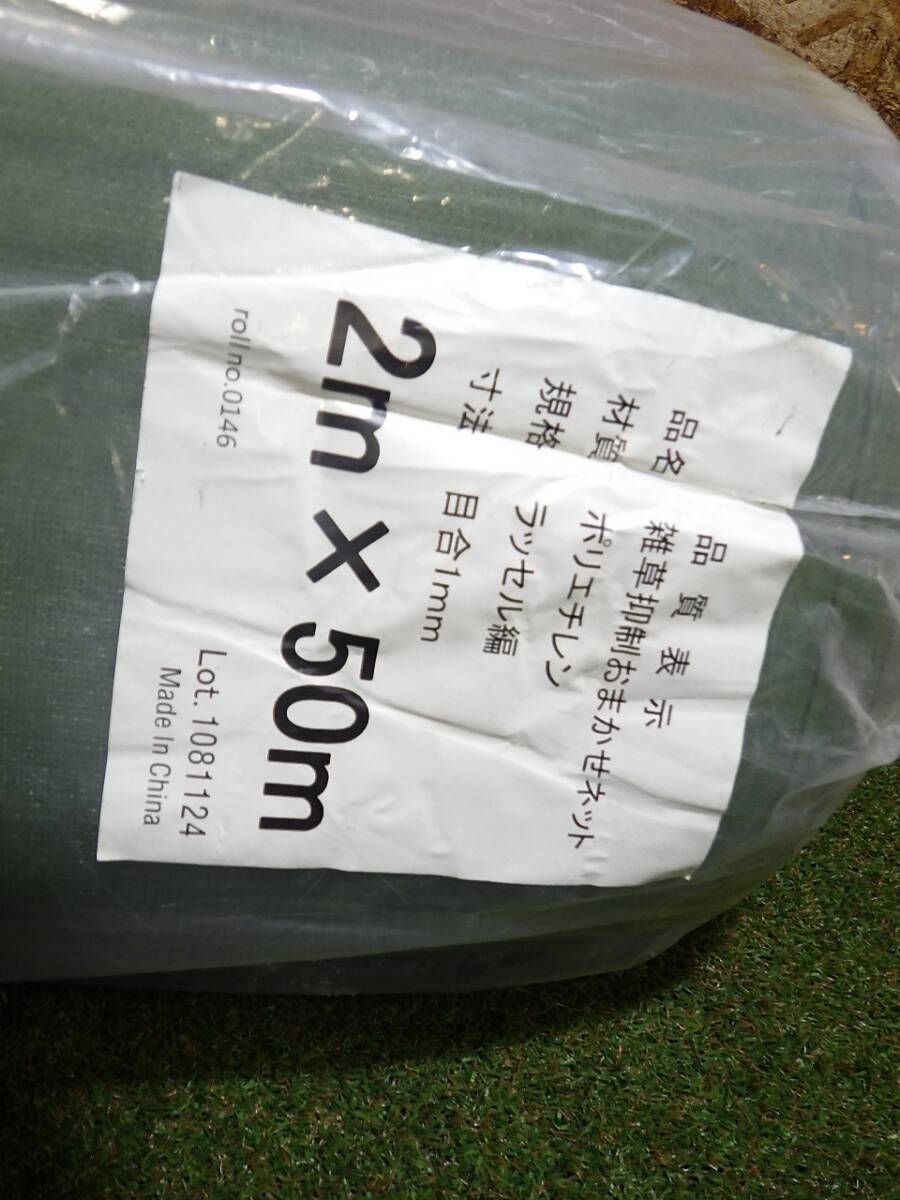 品質表示
品名 雑草抑制おまかせネット
材質 ポリエチレン
規格 ラッセル編
寸法 目合1mm
2m×50m
roll no.0146 Lot. 1081124
Made In China